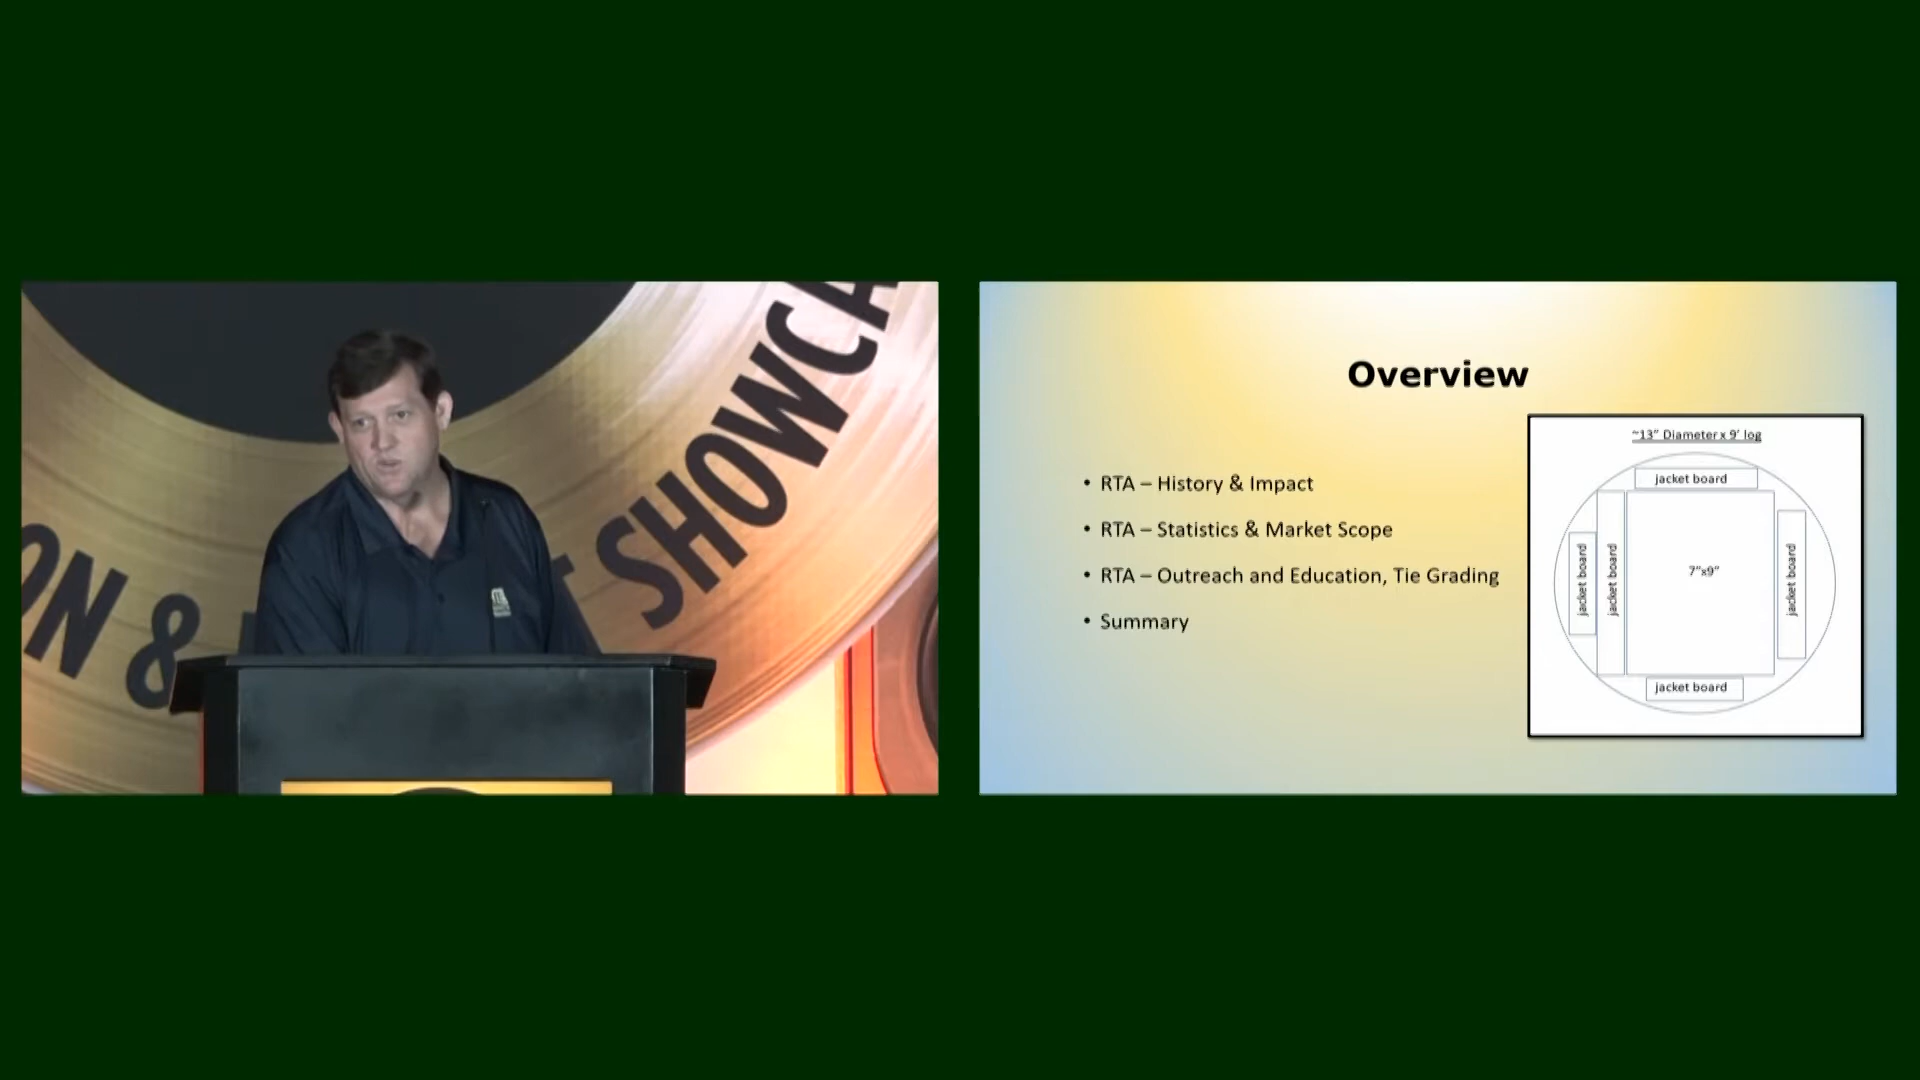 ON & 
SHOWCA
Overview
• RTA – History & Impact
• RTA – Statistics & Market Scope
• RTA – Outreach and Education, Tie Grading
• Summary
~13" Diameter x 9' log
jacket board
jacket board
jacket board
7"x9"
jacket board
jacket board